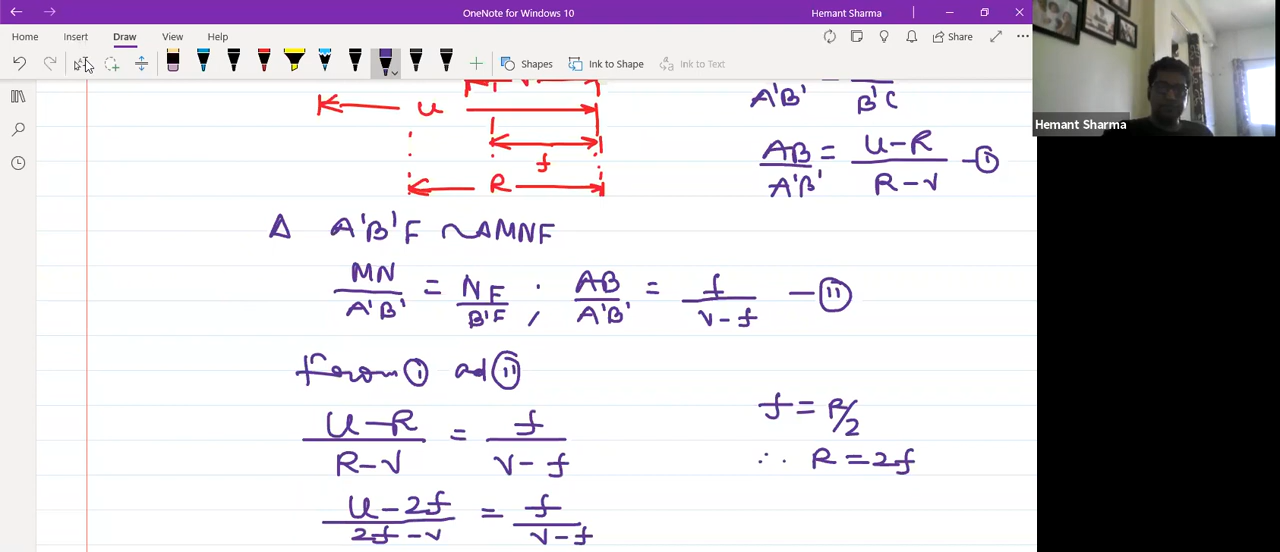 OneNote for Windows 10
Hemant Sharma
Home Insert Draw View Help
Share
Shapes
Ink to Shape
Ink to Text
Hemant Sharma
A'B' B'C
u
f
R
AB/A'B' = u-R/R-v -(i)
Δ A'B'F ~ΔMNF
MN/A'B' = NF/B'F , AB/A'B' = f/v-f -(ii)
from (i) ad (ii)
u-R/R-v = f/v-f
f = R/2
∴ R = 2f
u-2f/2f-v = f/v-f